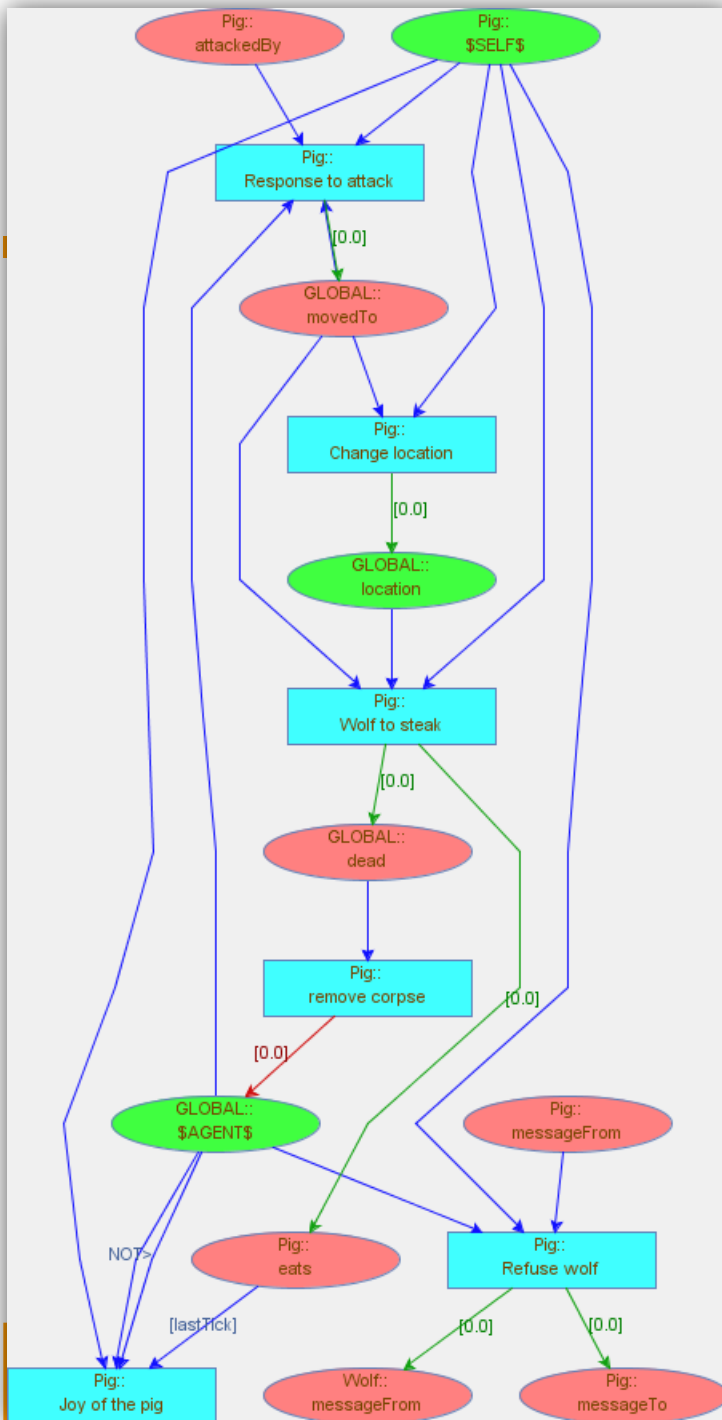 Pig::
attackedBy
Pig::
$SELF$
Pig::
Response to attack
[0.0]
GLOBAL::
movedTo
Pig::
Change location
[0.0]
GLOBAL::
location
Pig::
Wolf to steak
[0.0]
GLOBAL::
dead
Pig::
remove corpse
[0.0]
[0.0]
GLOBAL::
$AGENT$
Pig::
messageFrom
NOT>
Pig::
eats
Pig::
Refuse wolf
[lastTick]
[0.0]
[0.0]
Pig::
Joy of the pig
Wolf::
messageFrom
Pig::
messageTo